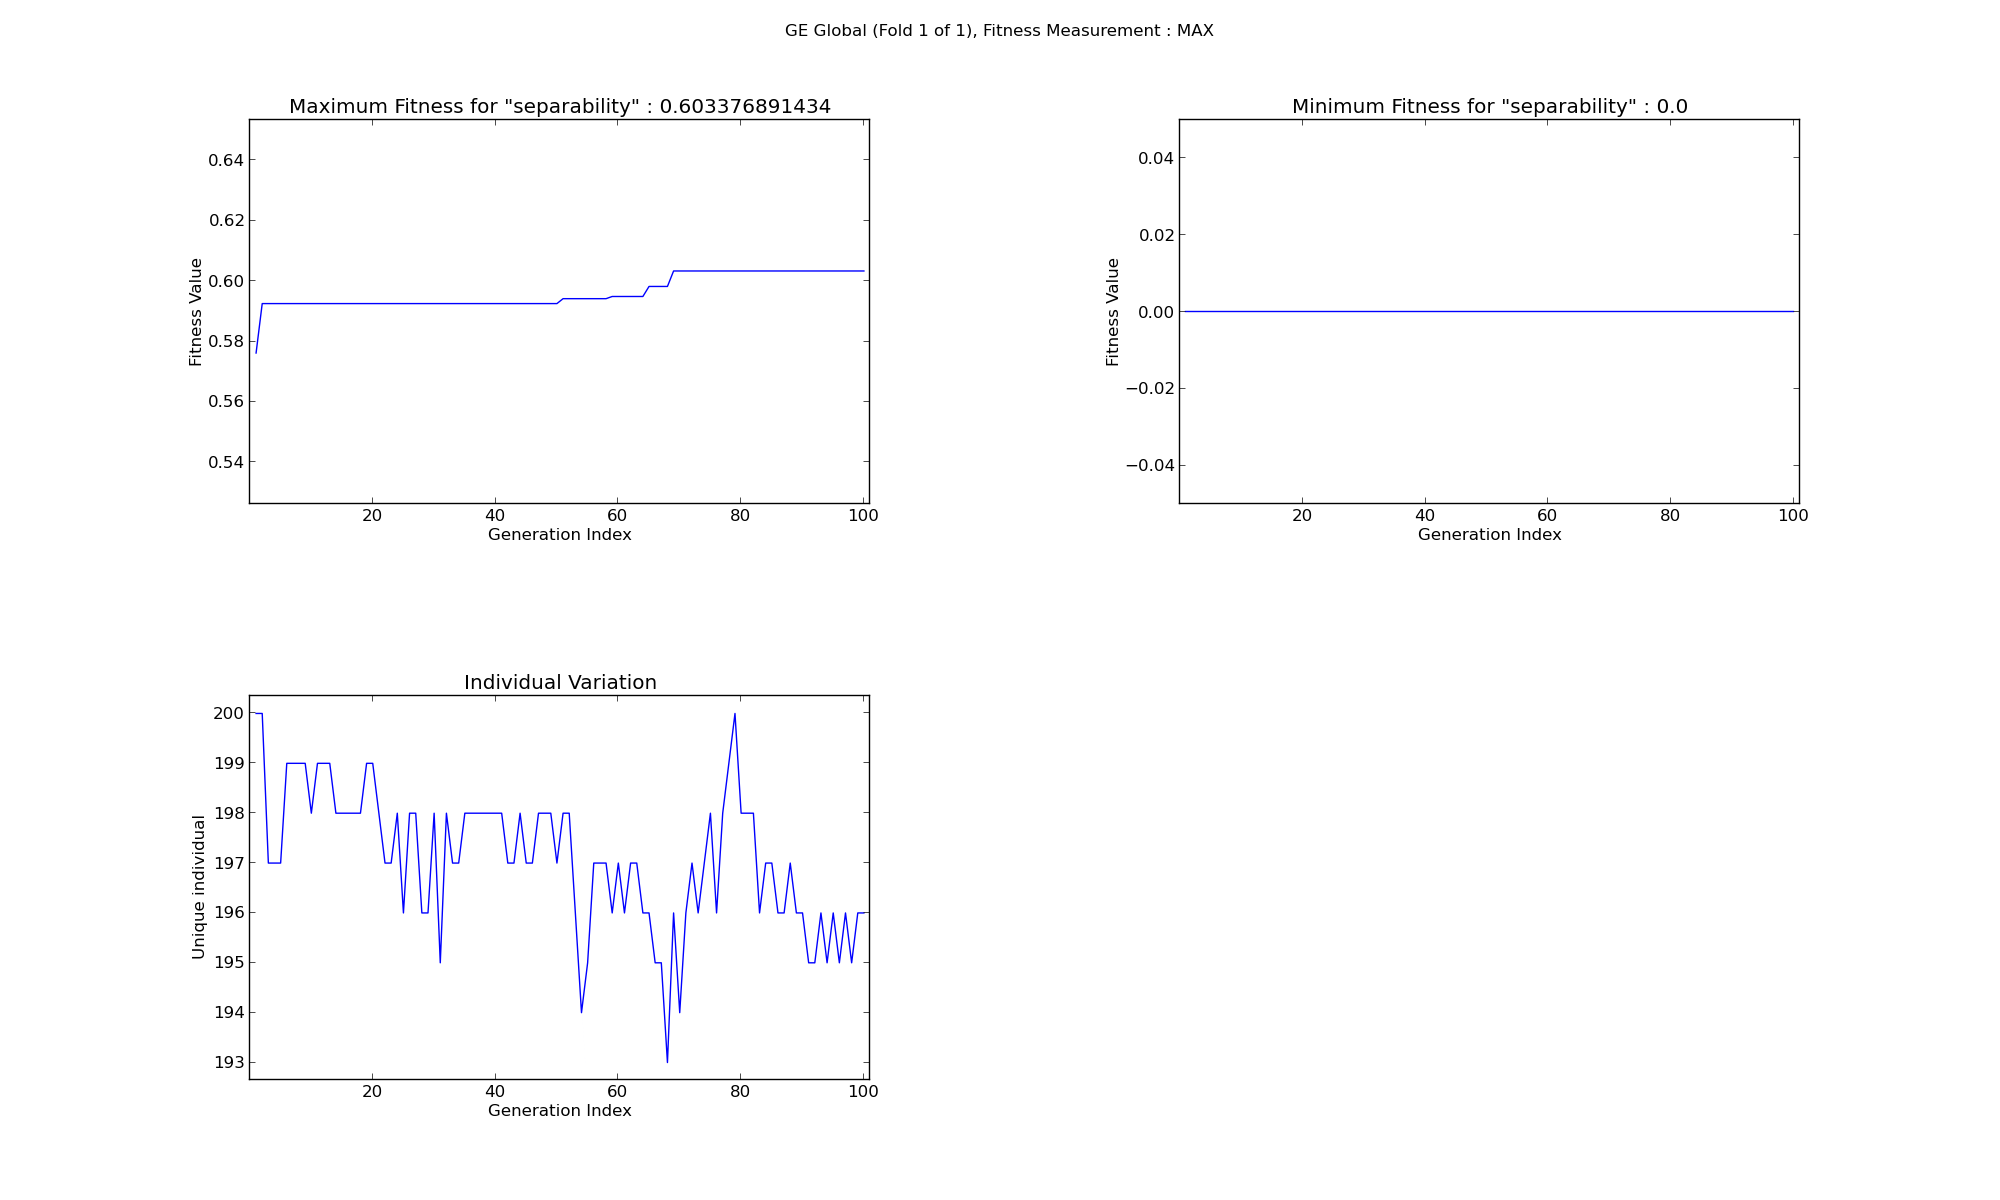 GE Global (Fold 1 of 1), Fitness Measurement : MAX
Maximum Fitness for "separability" : 0.603376891434
0.64
0.62
0.60
0.58
0.56
0.54
Fitness Value
20 40 60 80 100
Generation Index
Minimum Fitness for "separability" : 0.0
0.04
0.02
0.00
−0.02
−0.04
Fitness Value
20 40 60 80 100
Generation Index
Individual Variation
200
199
198
197
196
195
194
193
Unique individual
20 40 60 80 100
Generation Index